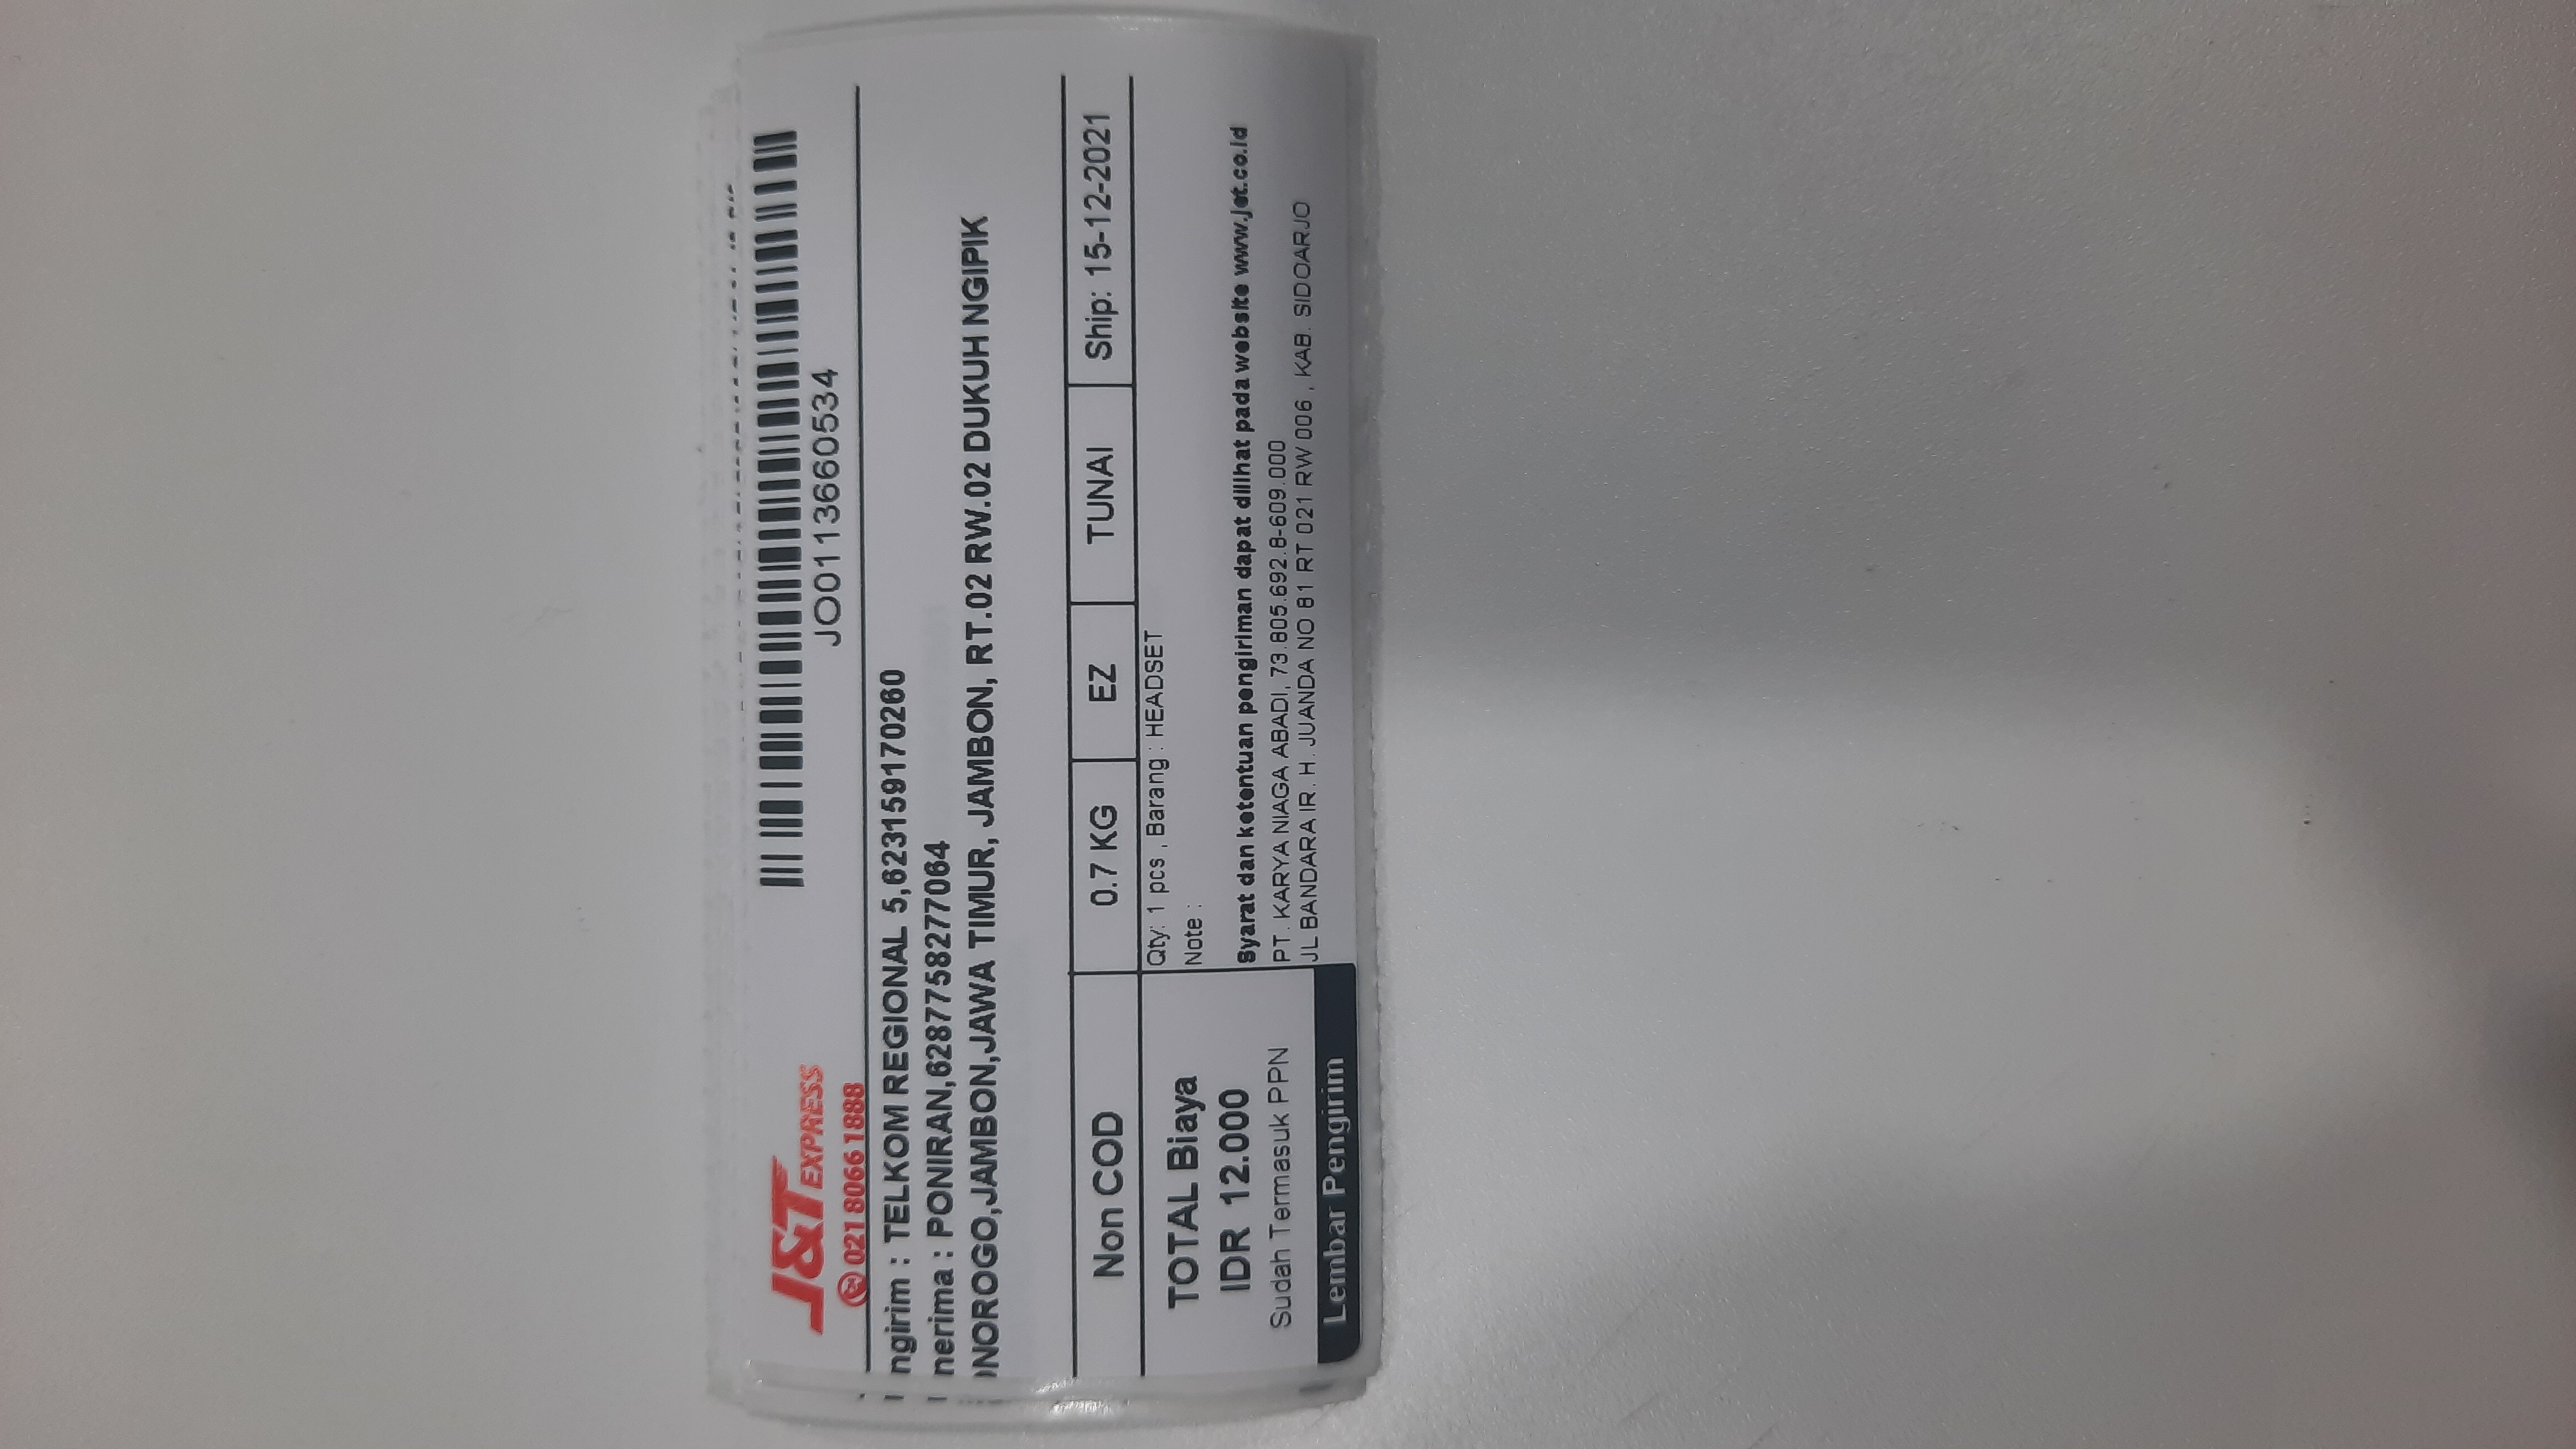 J&T EXPRESS
JO0113660534
021 8066 1888
ngirim : TELKOM REGIONAL 5,623159170260
nerima : PONIRAN,6287758277064
ONOROGO,JAMBON,JAWA TIMUR, JAMBON, RT.02 RW.02 DUKUH NGIPIK
Non COD 0.7 KG EZ TUNAI Ship: 15-12-2021
Qty: 1 pcs , Barang : HEADSET
Note :
TOTAL Biaya
IDR 12.000
Sudah Termasuk PPN
Syarat dan ketentuan pengiriman dapat dilihat pada website www.jet.co.id
PT. KARYA NIAGA ABADI, 73.805.692.8-609.000
JL BANDARA IR. H. JUANDA NO 81 RT 021 RW 006 , KAB. SIDOARJO
Lembar Pengirim